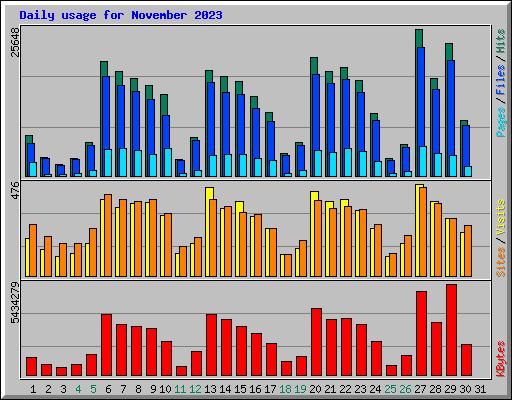 Daily usage for November 2023
25648
Pages / Files / Hits
476
Sites / Visits
5434279
KBytes
1 2 3 4 5 6 7 8 9 10 11 12 13 14 15 16 17 18 19 20 21 22 23 24 25 26 27 28 29 30 31